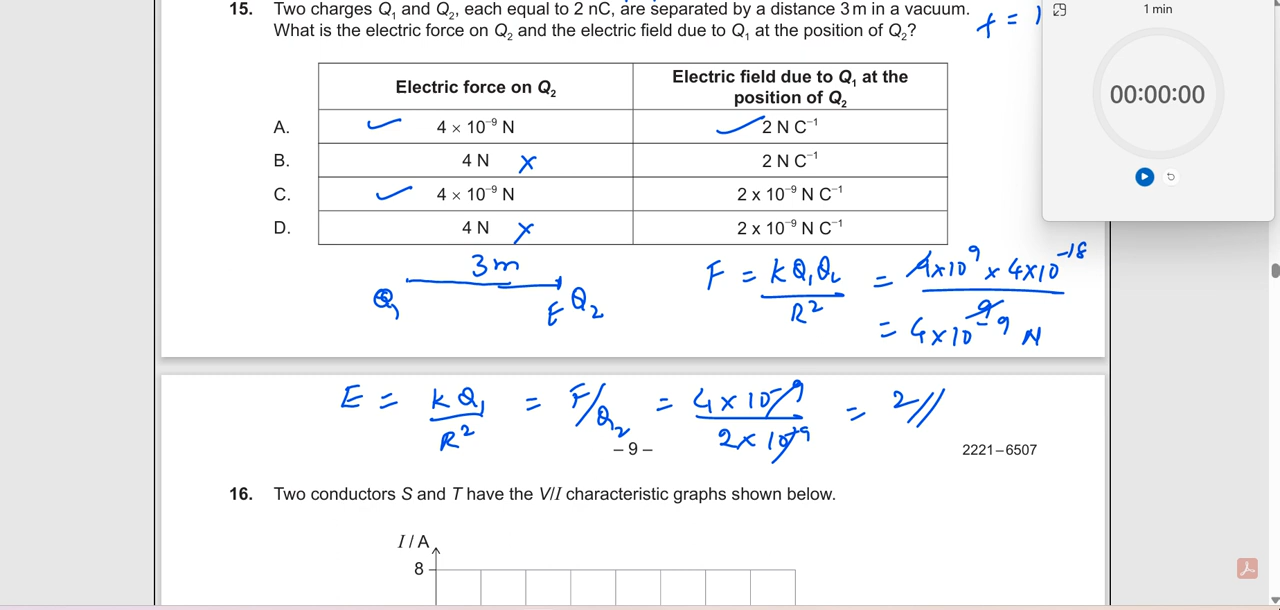 15. Two charges Q₁ and Q₂, each equal to 2 nC, are separated by a distance 3 m in a vacuum.
What is the electric force on Q₂ and the electric field due to Q₁ at the position of Q₂?
Electric force on Q₂ | Electric field due to Q₁ at the position of Q₂
A. 4 × 10⁻⁹ N 2 N C⁻¹
B. 4 N 2 N C⁻¹
C. 4 × 10⁻⁹ N 2 x 10⁻⁹ N C⁻¹
D. 4 N 2 x 10⁻⁹ N C⁻¹
3m
Q₁ E Q₂
F = kQ₁Q₂ / R² = 9×10⁹ × 4×10⁻¹⁸ / 9
= 4×10⁻⁹ N
E = kQ₁ / R² = F/Q₂ = 4×10⁻⁹ / 2×10⁻⁹ = 2//
– 9 –
2221–6507
16. Two conductors S and T have the V/I characteristic graphs shown below.
I / A
8
1 min
00:00:00